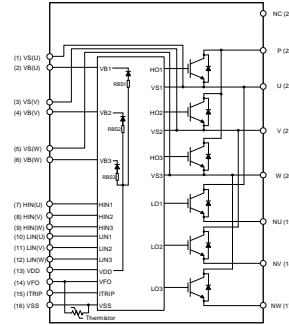 NC (2
P (2
(1) VS(U)
(2) VB(U)
VB1
HO1
RBS1
VS1
U (2
(3) VS(V)
(4) VB(V)
VB2
HO2
RBS2
VS2
V (2
(5) VS(W)
(6) VB(W)
VB3
HO3
RBS3
VS3
W (2
(7) HIN(U)
HIN1
LO1
(8) HIN(V)
HIN2
(9) HIN(W)
HIN3
NU (1
(10) LIN(U)
LIN1
(11) LIN(V)
LIN2
LO2
(12) LIN(W)
LIN3
(13) VDD
VDD
NV (1
(14) VFO
VFO
(15) ITRIP
ITRIP
LO3
(16) VSS
VSS
NW (1
Thermistor